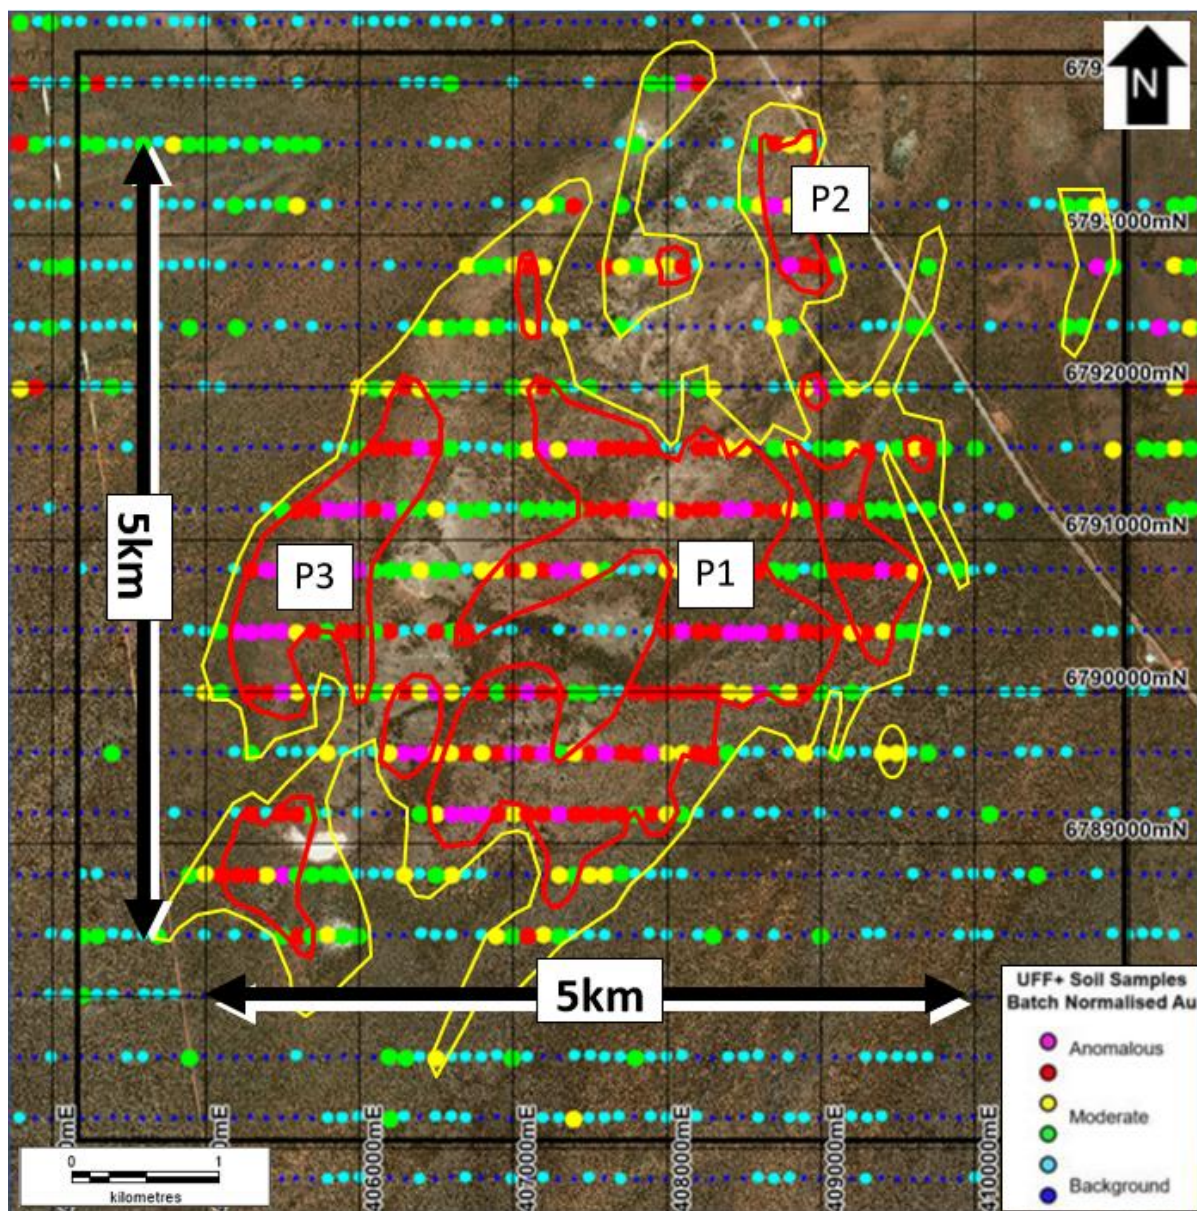 N
6793000mN
P2
6792000mN
5km
6791000mN
P3
P1
6790000mN
6789000mN
5km
UFF+ Soil Samples
Batch Normalised Au
Anomalous
Moderate
Background
406000mE
407000mE
408000mE
409000mE
410000mE
0 1
kilometres